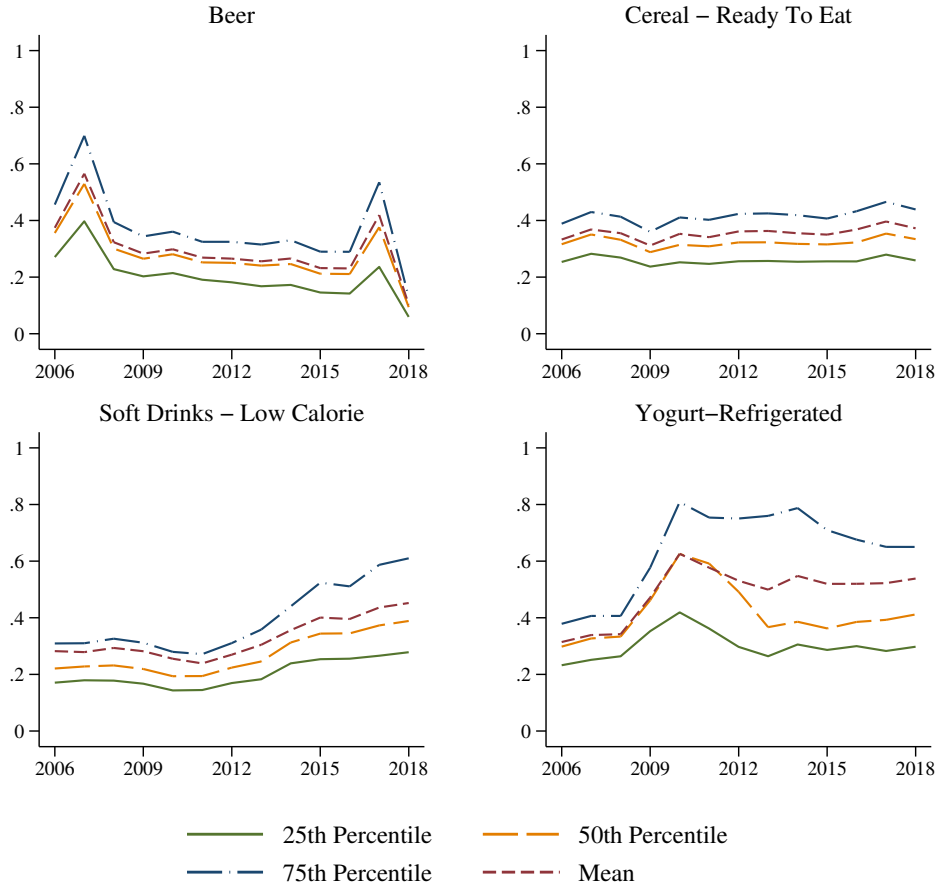 Beer
1
.8
.6
.4
.2
0
2006 2009 2012 2015 2018
Cereal − Ready To Eat
1
.8
.6
.4
.2
0
2006 2009 2012 2015 2018
Soft Drinks − Low Calorie
1
.8
.6
.4
.2
0
2006 2009 2012 2015 2018
Yogurt−Refrigerated
1
.8
.6
.4
.2
0
2006 2009 2012 2015 2018
25th Percentile 50th Percentile
75th Percentile Mean